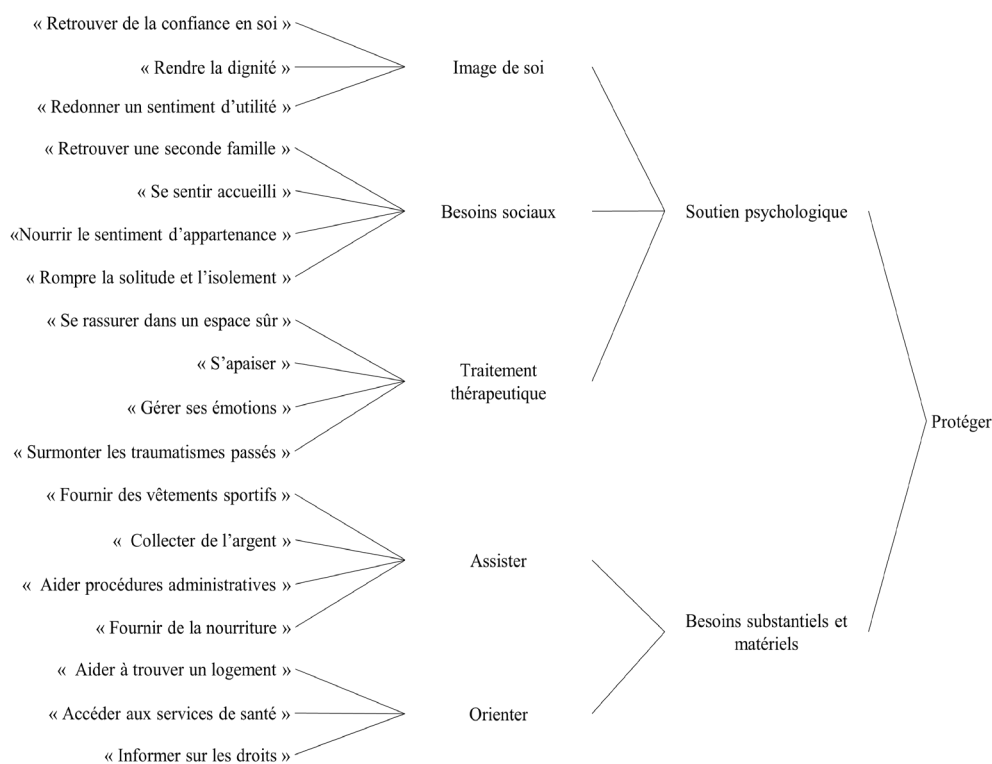 « Retrouver de la confiance en soi »
« Rendre la dignité »
« Redonner un sentiment d’utilité »
« Retrouver une seconde famille »
« Se sentir accueilli »
«Nourrir le sentiment d’appartenance »
« Rompre la solitude et l’isolement »
« Se rassurer dans un espace sûr »
« S’apaiser »
« Gérer ses émotions »
« Surmonter les traumatismes passés »
« Fournir des vêtements sportifs »
«  Collecter de l’argent »
«  Aider procédures administratives »
« Fournir de la nourriture »
«  Aider à trouver un logement »
« Accéder aux services de santé »
« Informer sur les droits »
Image de soi
Besoins sociaux
Traitement
thérapeutique
Assister
Orienter
Soutien psychologique
Besoins substantiels et
matériels
Protéger